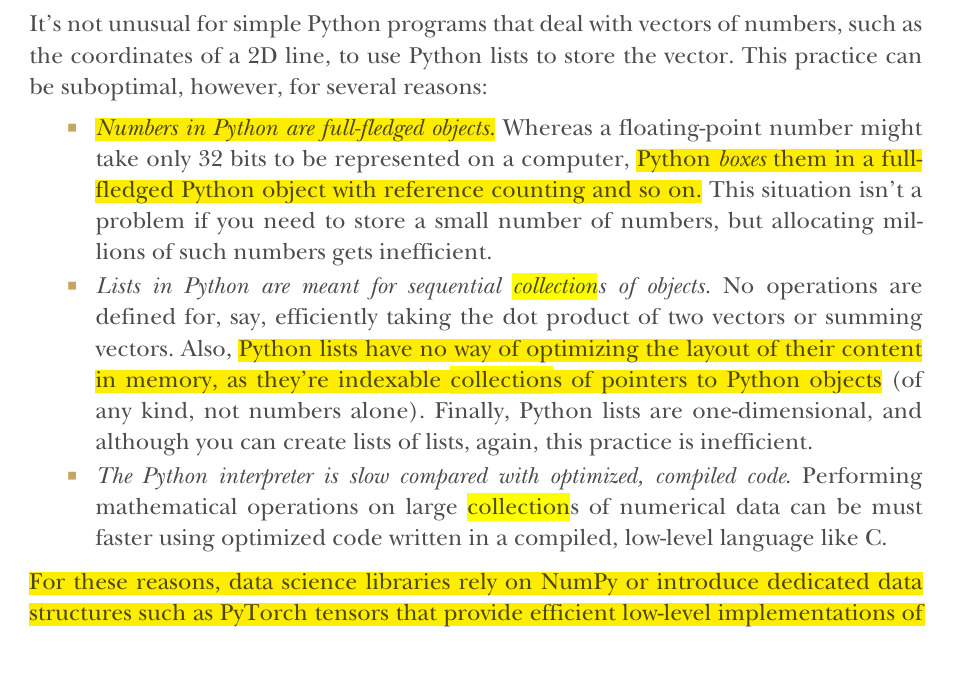 It’s not unusual for simple Python programs that deal with vectors of numbers, such as
the coordinates of a 2D line, to use Python lists to store the vector. This practice can
be suboptimal, however, for several reasons:
■ Numbers in Python are full-fledged objects. Whereas a floating-point number might
take only 32 bits to be represented on a computer, Python boxes them in a full-
fledged Python object with reference counting and so on. This situation isn’t a
problem if you need to store a small number of numbers, but allocating mil-
lions of such numbers gets inefficient.
■ Lists in Python are meant for sequential collections of objects. No operations are
defined for, say, efficiently taking the dot product of two vectors or summing
vectors. Also, Python lists have no way of optimizing the layout of their content
in memory, as they’re indexable collections of pointers to Python objects (of
any kind, not numbers alone). Finally, Python lists are one-dimensional, and
although you can create lists of lists, again, this practice is inefficient.
■ The Python interpreter is slow compared with optimized, compiled code. Performing
mathematical operations on large collections of numerical data can be must
faster using optimized code written in a compiled, low-level language like C.
For these reasons, data science libraries rely on NumPy or introduce dedicated data
structures such as PyTorch tensors that provide efficient low-level implementations of